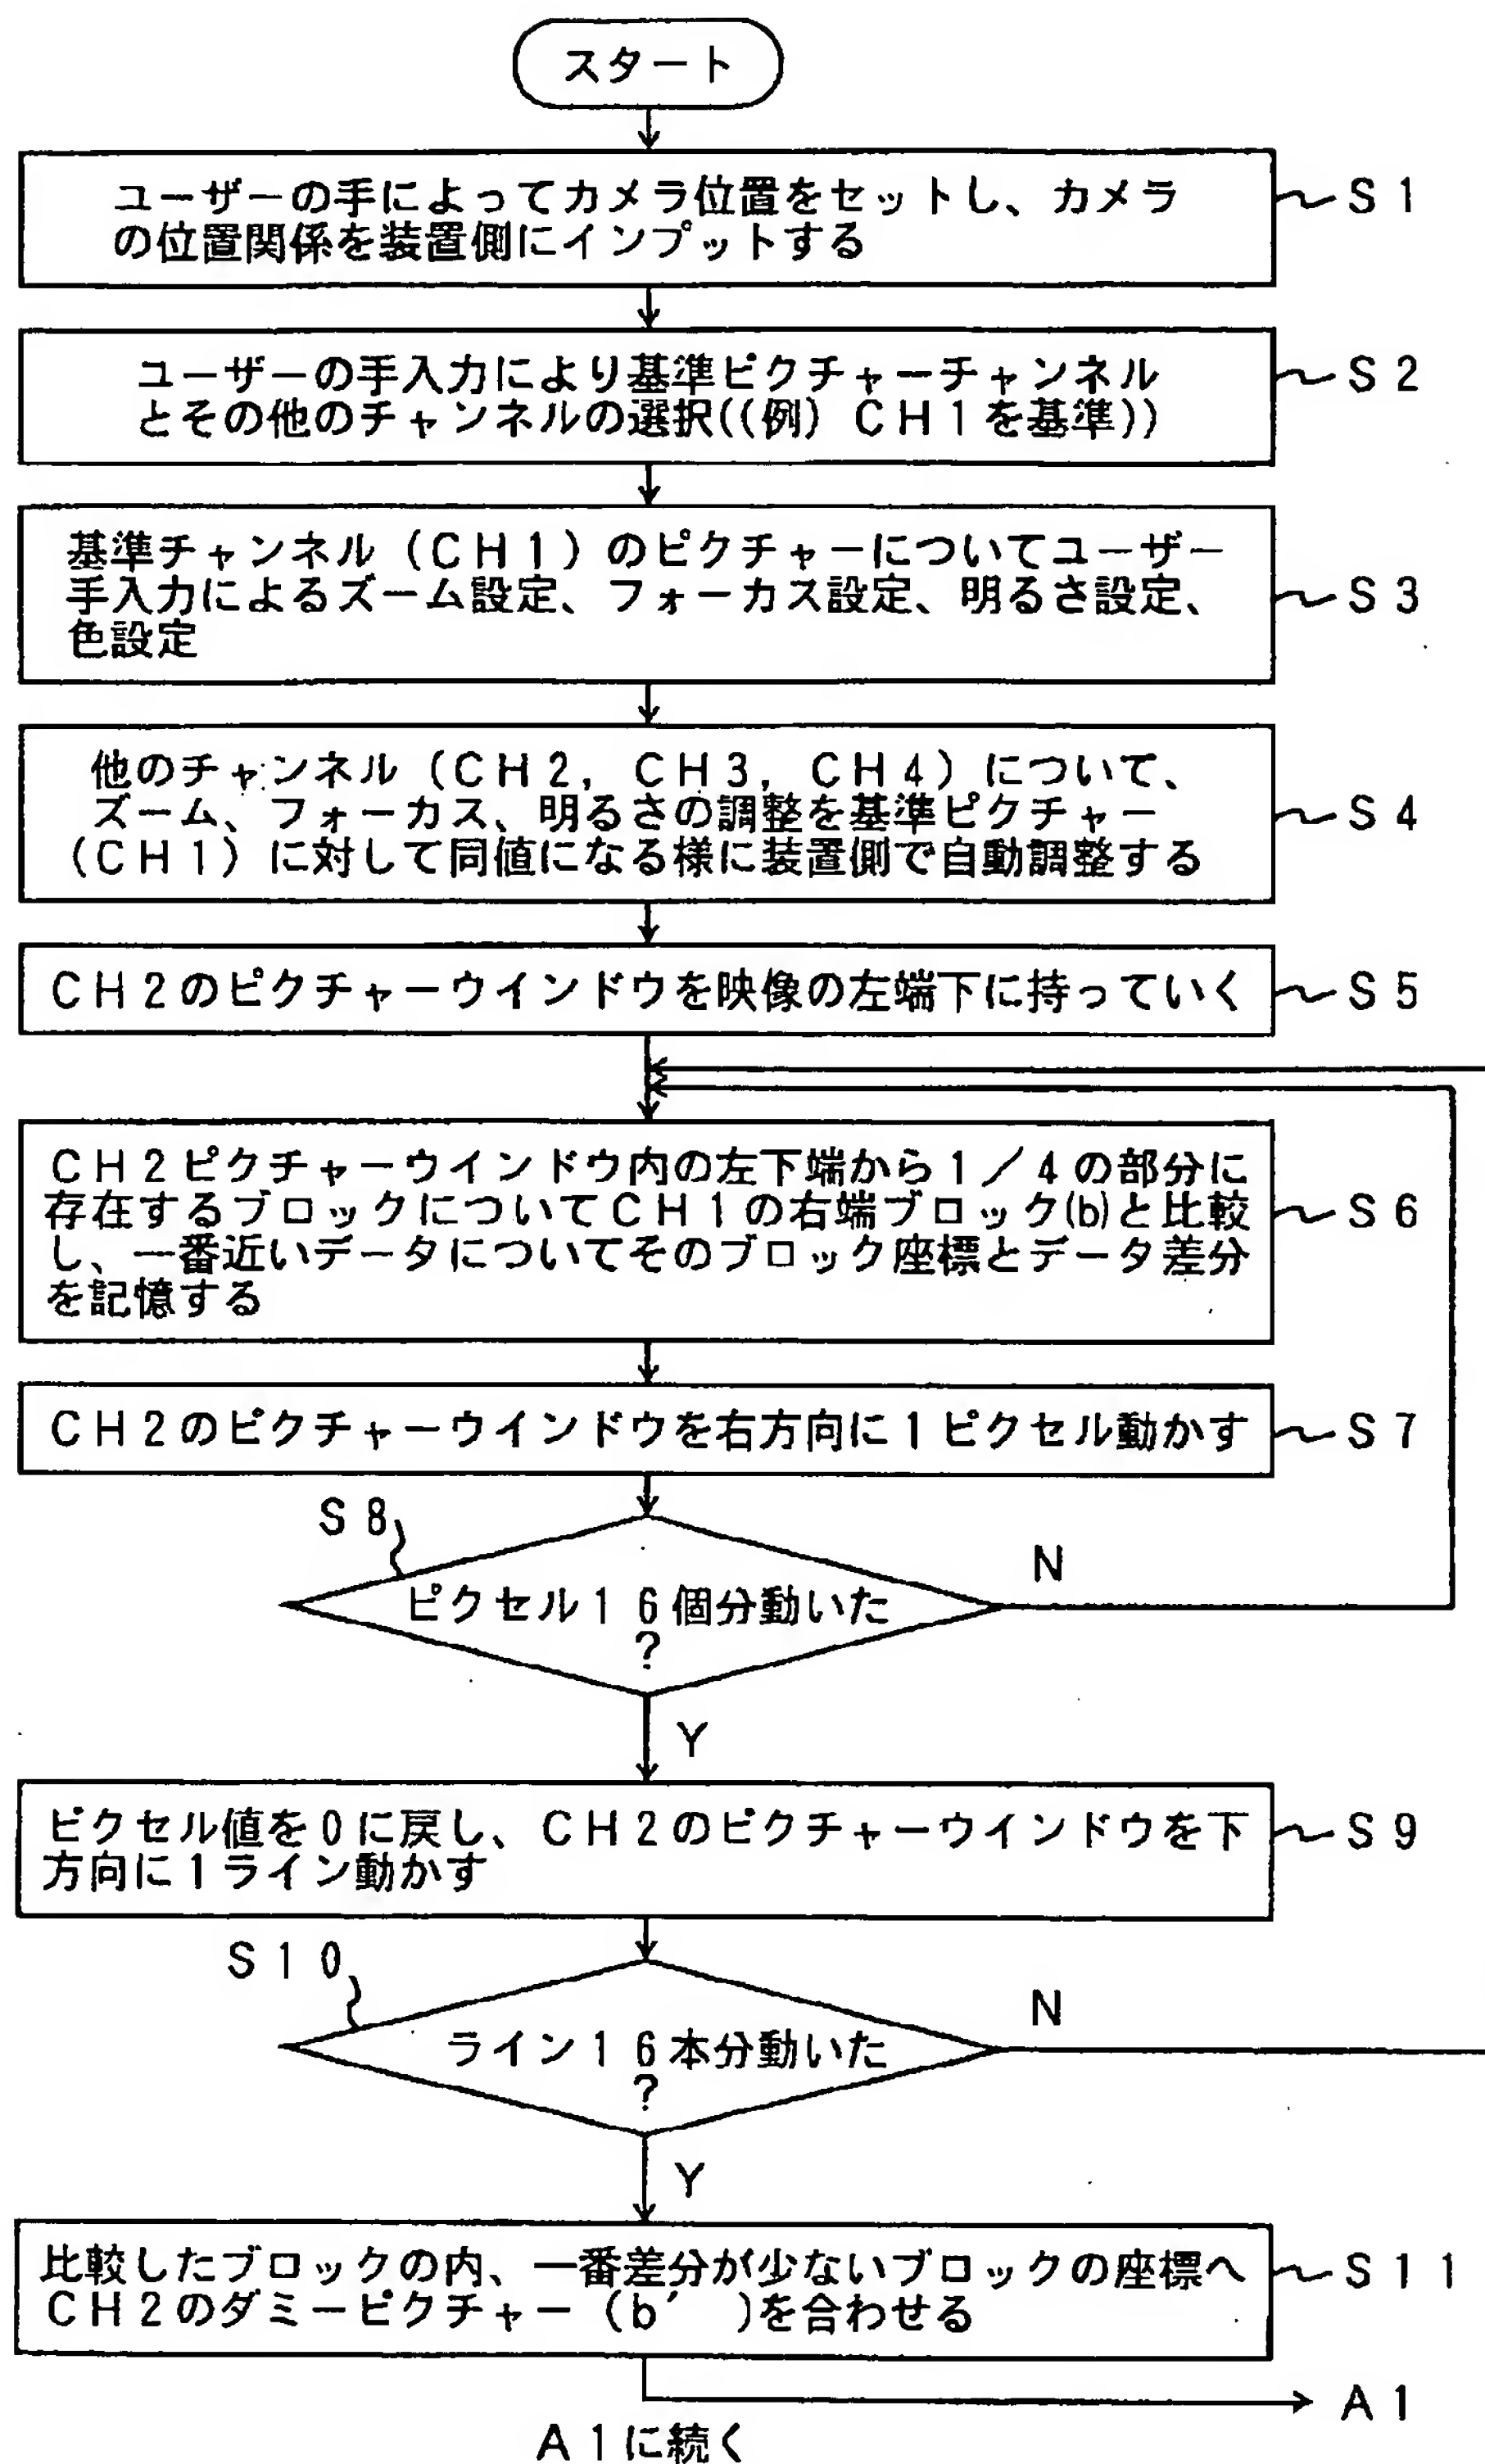 スタート
ユーザーの手によってカメラ位置をセットし、カメラ
の位置関係を装置側にインプットする
S1
ユーザーの手入力により基準ピクチャーチャンネル
とその他のチャンネルの選択((例)CH1を基準))
S2
基準チャンネル(CH1)のピクチャーについてユーザー
手入力によるズーム設定、フォーカス設定、明るさ設定、
色設定
S3
他のチャンネル(CH2,CH3,CH4)について、
ズーム、フォーカス、明るさの調整を基準ピクチャー
(CH1)に対して同値になる様に装置側で自動調整する
S4
CH2のピクチャーウインドウを映像の左端下に持っていく
S5
CH2ピクチャーウインドウ内の左下端から1/4の部分に
存在するブロックについてCH1の右端ブロック(b)と比較
し、一番近いデータについてそのブロック座標とデータ差分
を記憶する
S6
CH2のピクチャーウインドウを右方向に1ピクセル動かす
S7
S8
ピクセル16個分動いた
?
N
Y
ピクセル値を0に戻し、CH2のピクチャーウインドウを下
方向に1ライン動かす
S9
S10
ライン16本分動いた
?
N
Y
比較したブロックの内、一番差分が少ないブロックの座標へ
CH2のダミーピクチャー(b′ )を合わせる
S11
A1
A1に続く